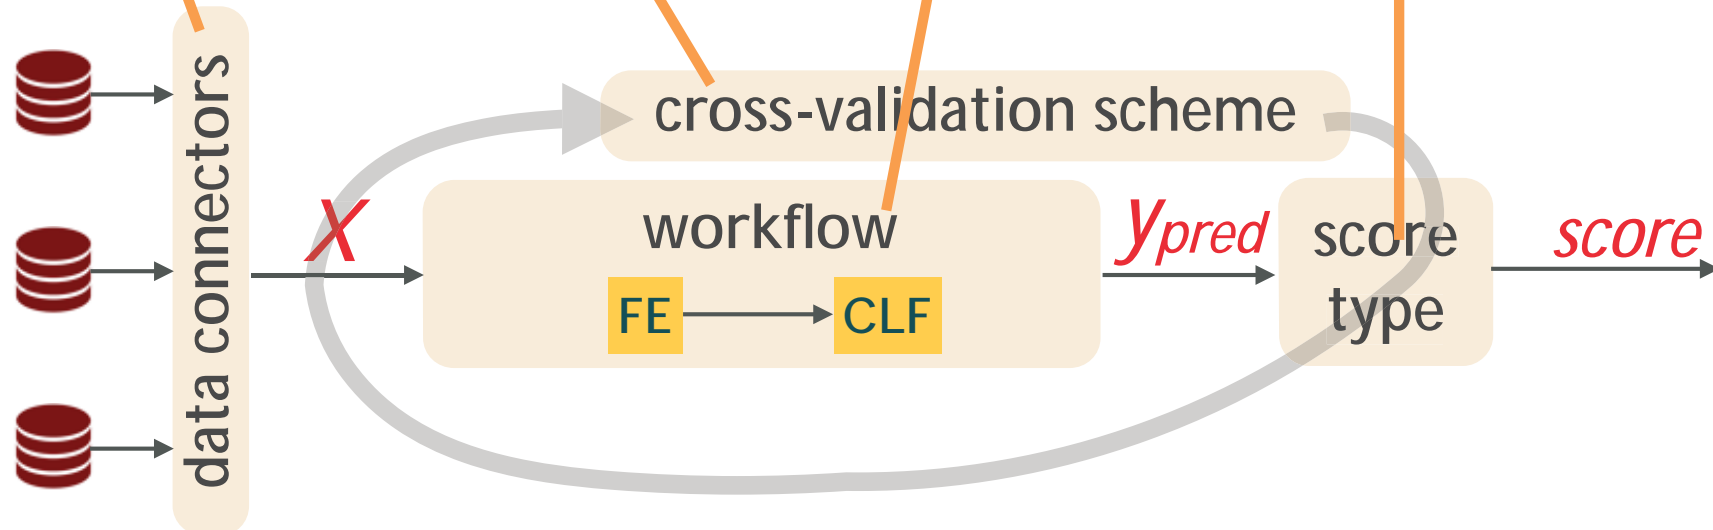 data connectors
cross-validation scheme
X
workflow
FE
CLF
ypred
score
type
score